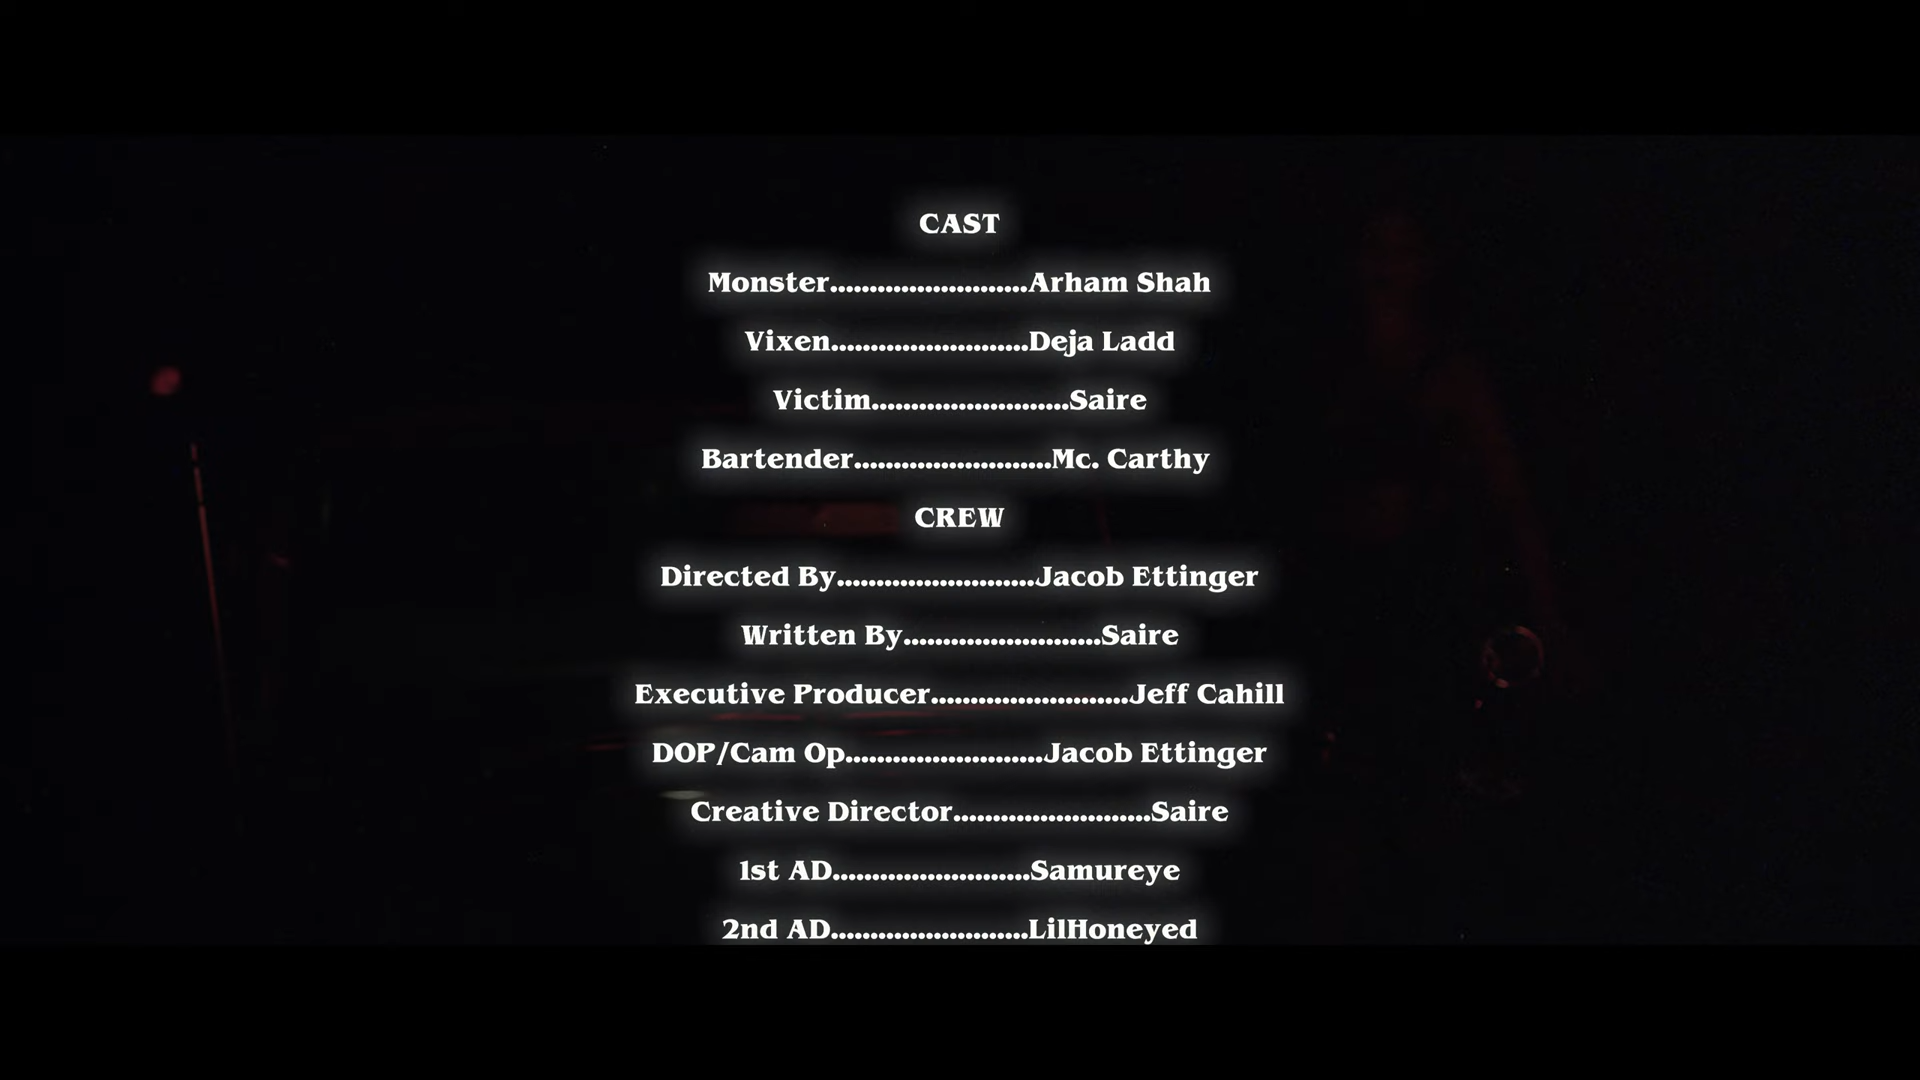 CAST
Monster.........................Arham Shah
Vixen.........................Deja Ladd
Victim.........................Saire
Bartender.........................Mc. Carthy
CREW
Directed By.........................Jacob Ettinger
Written By.........................Saire
Executive Producer.........................Jeff Cahill
DOP/Cam Op.........................Jacob Ettinger
Creative Director.........................Saire
1st AD.........................Samureye
2nd AD.........................LilHoneyed